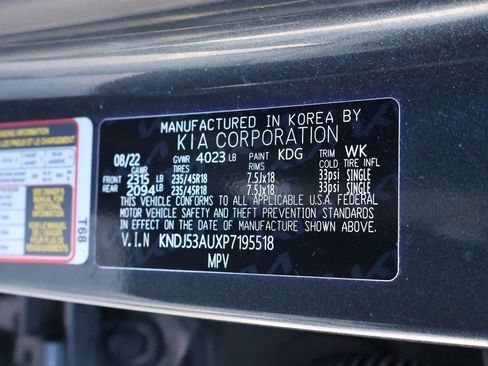 MANUFACTURED IN KOREA BY
KIA CORPORATION
08/22 GVWR 4023 LB PAINT KDG TRIM WK
GAWR TIRES RIMS COLD TIRE INFL
FRONT 2315 LB 235/45R18 7.5Jx18 33psi SINGLE
REAR 2094 LB 235/45R18 7.5Jx18 33psi SINGLE
THIS VEHICLE CONFORMS TO ALL APPLICABLE U.S.A. FEDERAL
MOTOR VEHICLE SAFETY AND THEFT PREVENTION STANDARDS
IN EFFECT ON THE DATE OF MANUFACTURE SHOWN ABOVE.
V.I.N KNDJ53AUXP7195518
MPV
T68